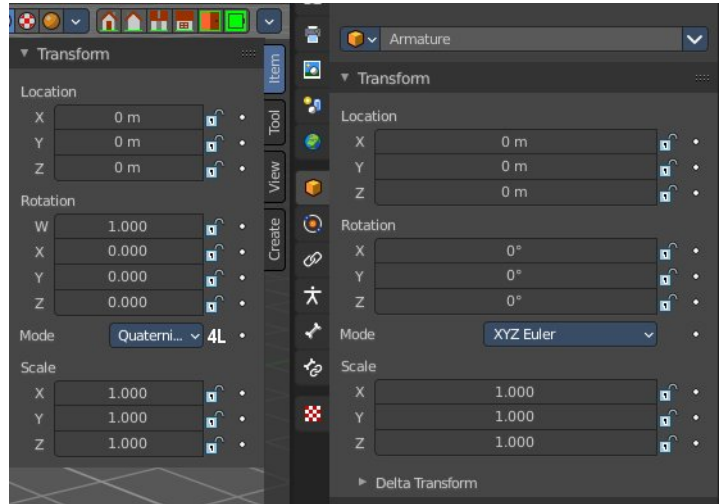 Transform
Location
X 0 m
Y 0 m
Z 0 m
Rotation
W 1.000
X 0.000
Y 0.000
Z 0.000
Mode Quaterni... 4L
Scale
X 1.000
Y 1.000
Z 1.000
Item
Tool
View
Create
Armature
Transform
Location
X 0 m
Y 0 m
Z 0 m
Rotation
X 0°
Y 0°
Z 0°
Mode XYZ Euler
Scale
X 1.000
Y 1.000
Z 1.000
Delta Transform